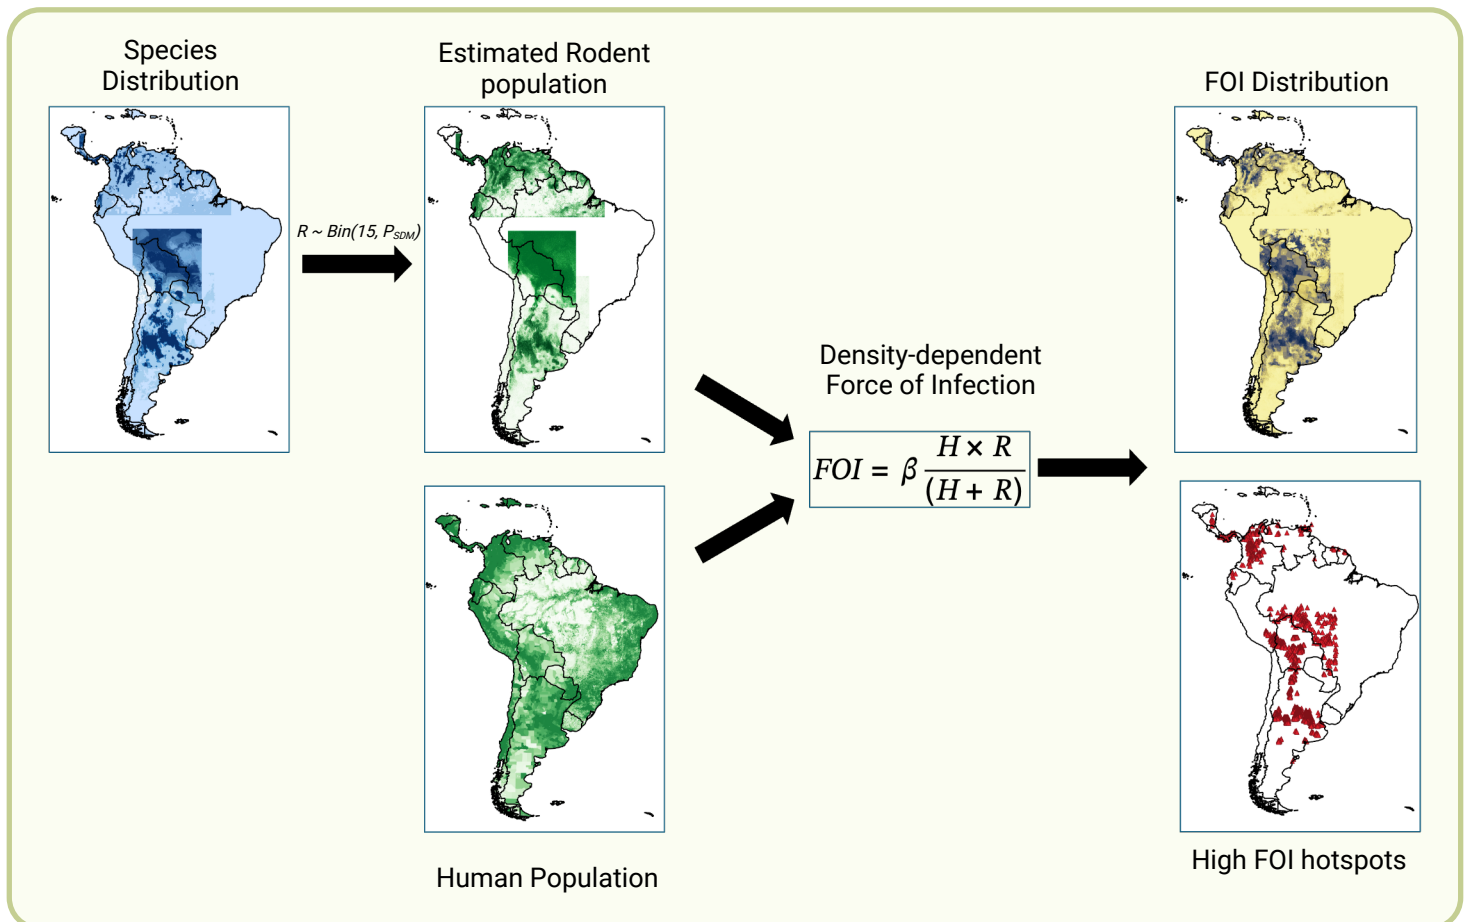 Species
Distribution
Estimated Rodent
population
FOI Distribution
R ~ Bin(15, P_SDM)
Density-dependent
Force of Infection
FOI = β (H × R) / (H + R)
Human Population
High FOI hotspots